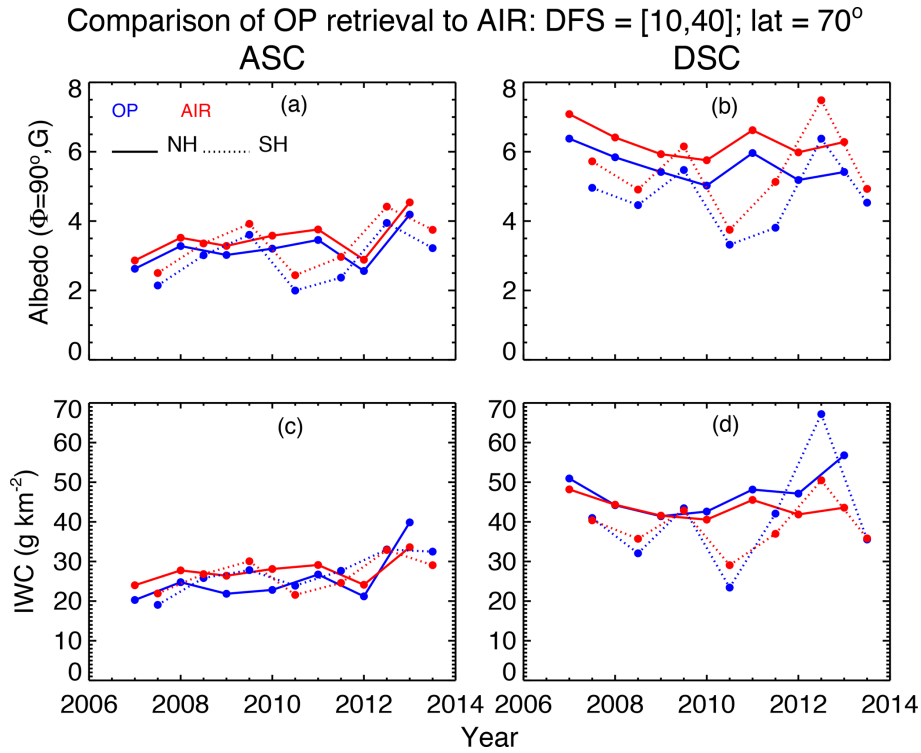 Comparison of OP retrieval to AIR: DFS = [10,40]; lat = 70°
ASC DSC
8 (a) (b)
OP AIR
NH SH
6
4
2
0
Albedo (Φ=90°,G)
70 (c) (d)
60
50
40
30
20
10
0
IWC (g km⁻²)
2006 2008 2010 2012 2014 2006 2008 2010 2012 2014
Year
8
6
4
2
0
70
60
50
40
30
20
10
0